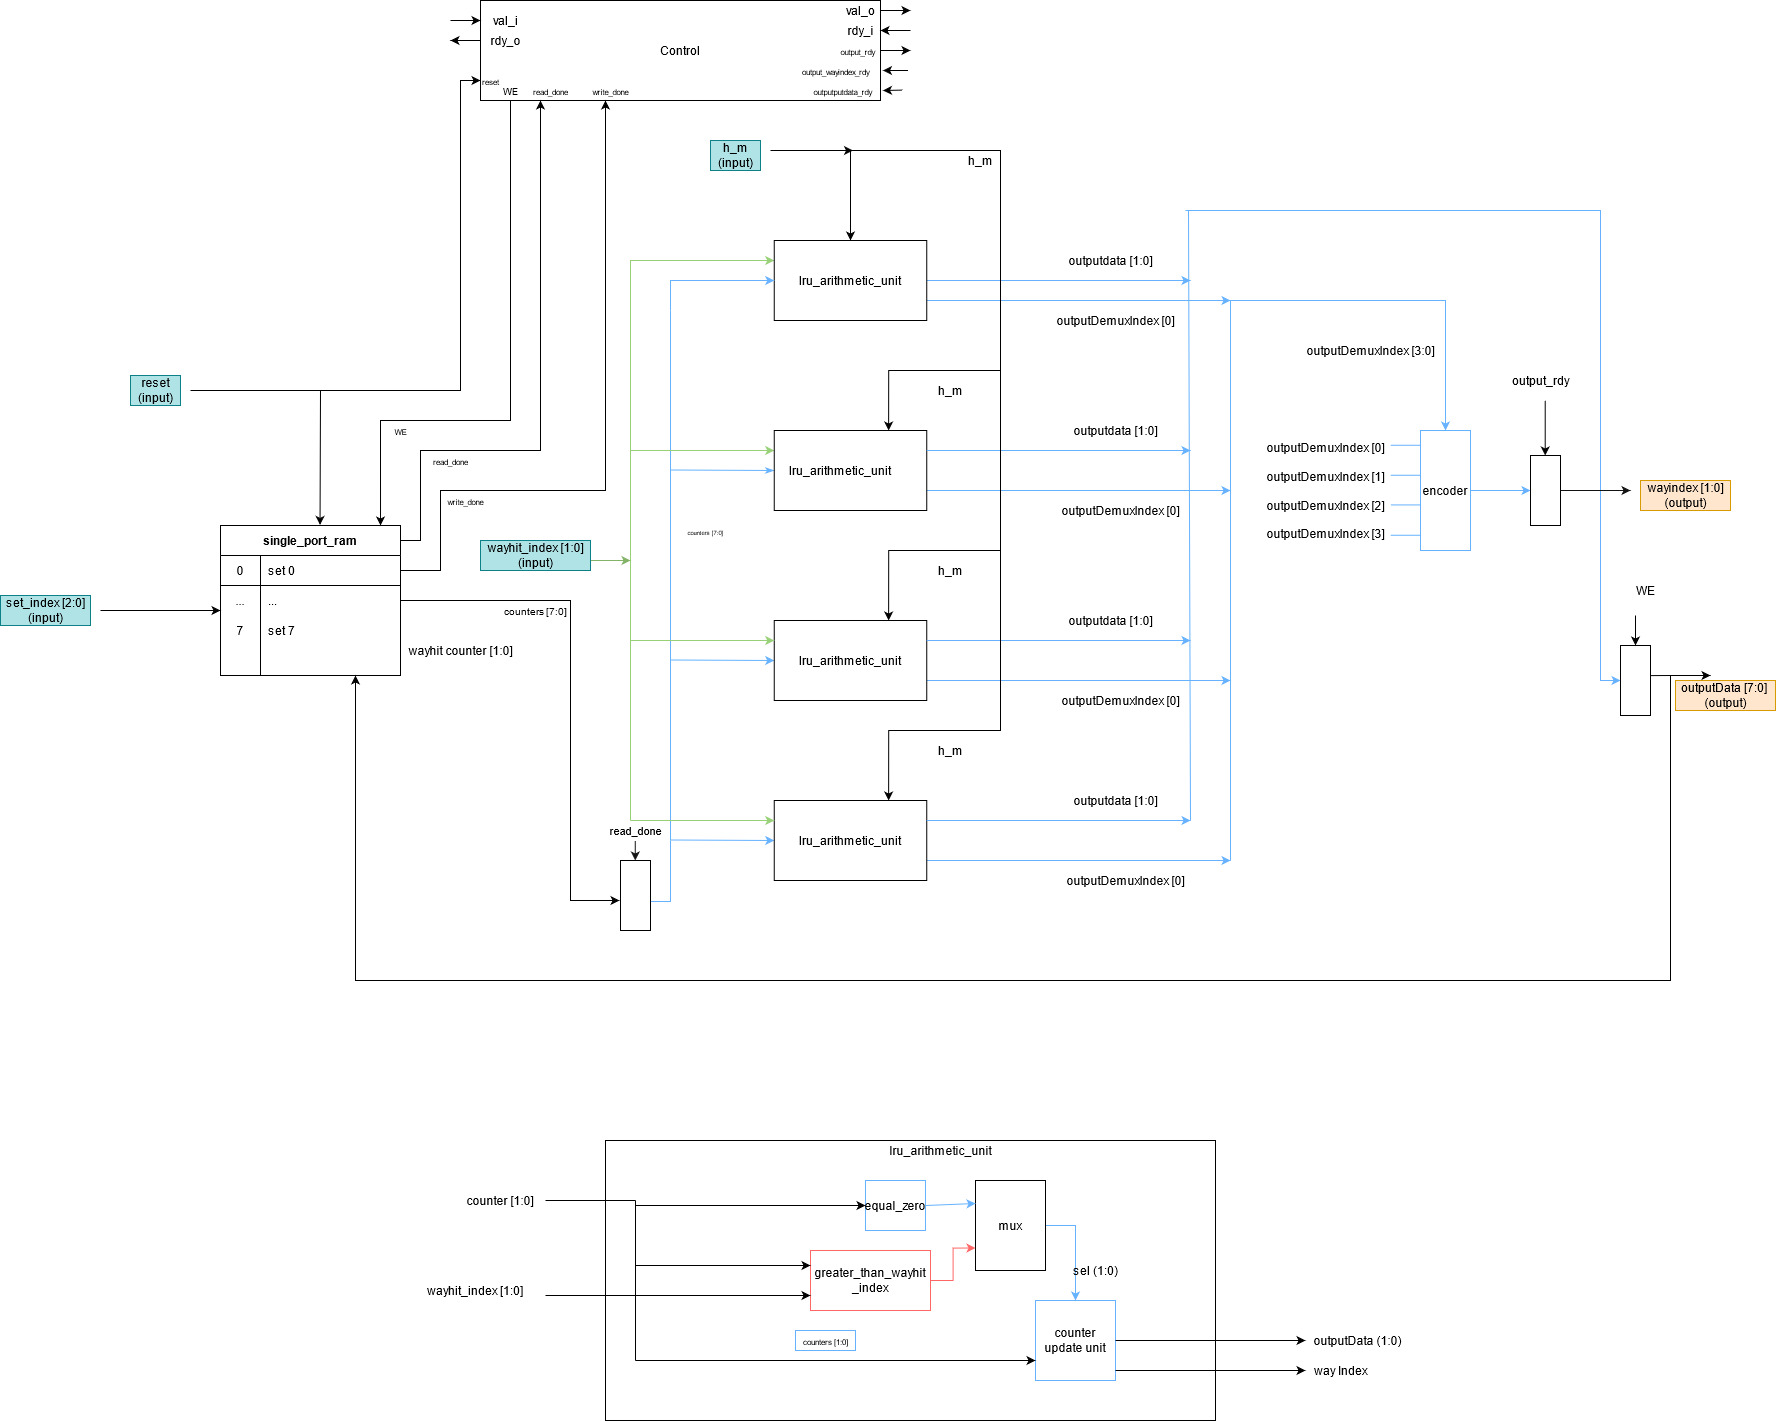 val_i
rdy_o
Control
val_o
rdy_i
output_rdy
output_wayindex_rdy
outputputdata_rdy
reset
WE
read_done
write_done
h_m
(input)
h_m
lru_arithmetic_unit
outputdata [1:0]
outputDemuxIndex [0]
outputDemuxIndex [3:0]
output_rdy
reset
(input)
WE
read_done
write_done
h_m
lru_arithmetic_unit
outputdata [1:0]
outputDemuxIndex [0]
outputDemuxIndex [0]
outputDemuxIndex [1]
outputDemuxIndex [2]
outputDemuxIndex [3]
encoder
wayindex [1:0]
(output)
single_port_ram
0
set 0
...
...
7
set 7
set_index [2:0]
(input)
counters [7:0]
wayhit counter [1:0]
wayhit_index [1:0]
(input)
counters [7:0]
h_m
lru_arithmetic_unit
outputdata [1:0]
outputDemuxIndex [0]
WE
outputData [7:0]
(output)
h_m
read_done
lru_arithmetic_unit
outputdata [1:0]
outputDemuxIndex [0]
lru_arithmetic_unit
counter [1:0]
equal_zero
mux
wayhit_index [1:0]
greater_than_wayhit
_index
sel (1:0)
counters [1:0]
counter
update unit
outputData (1:0)
way Index